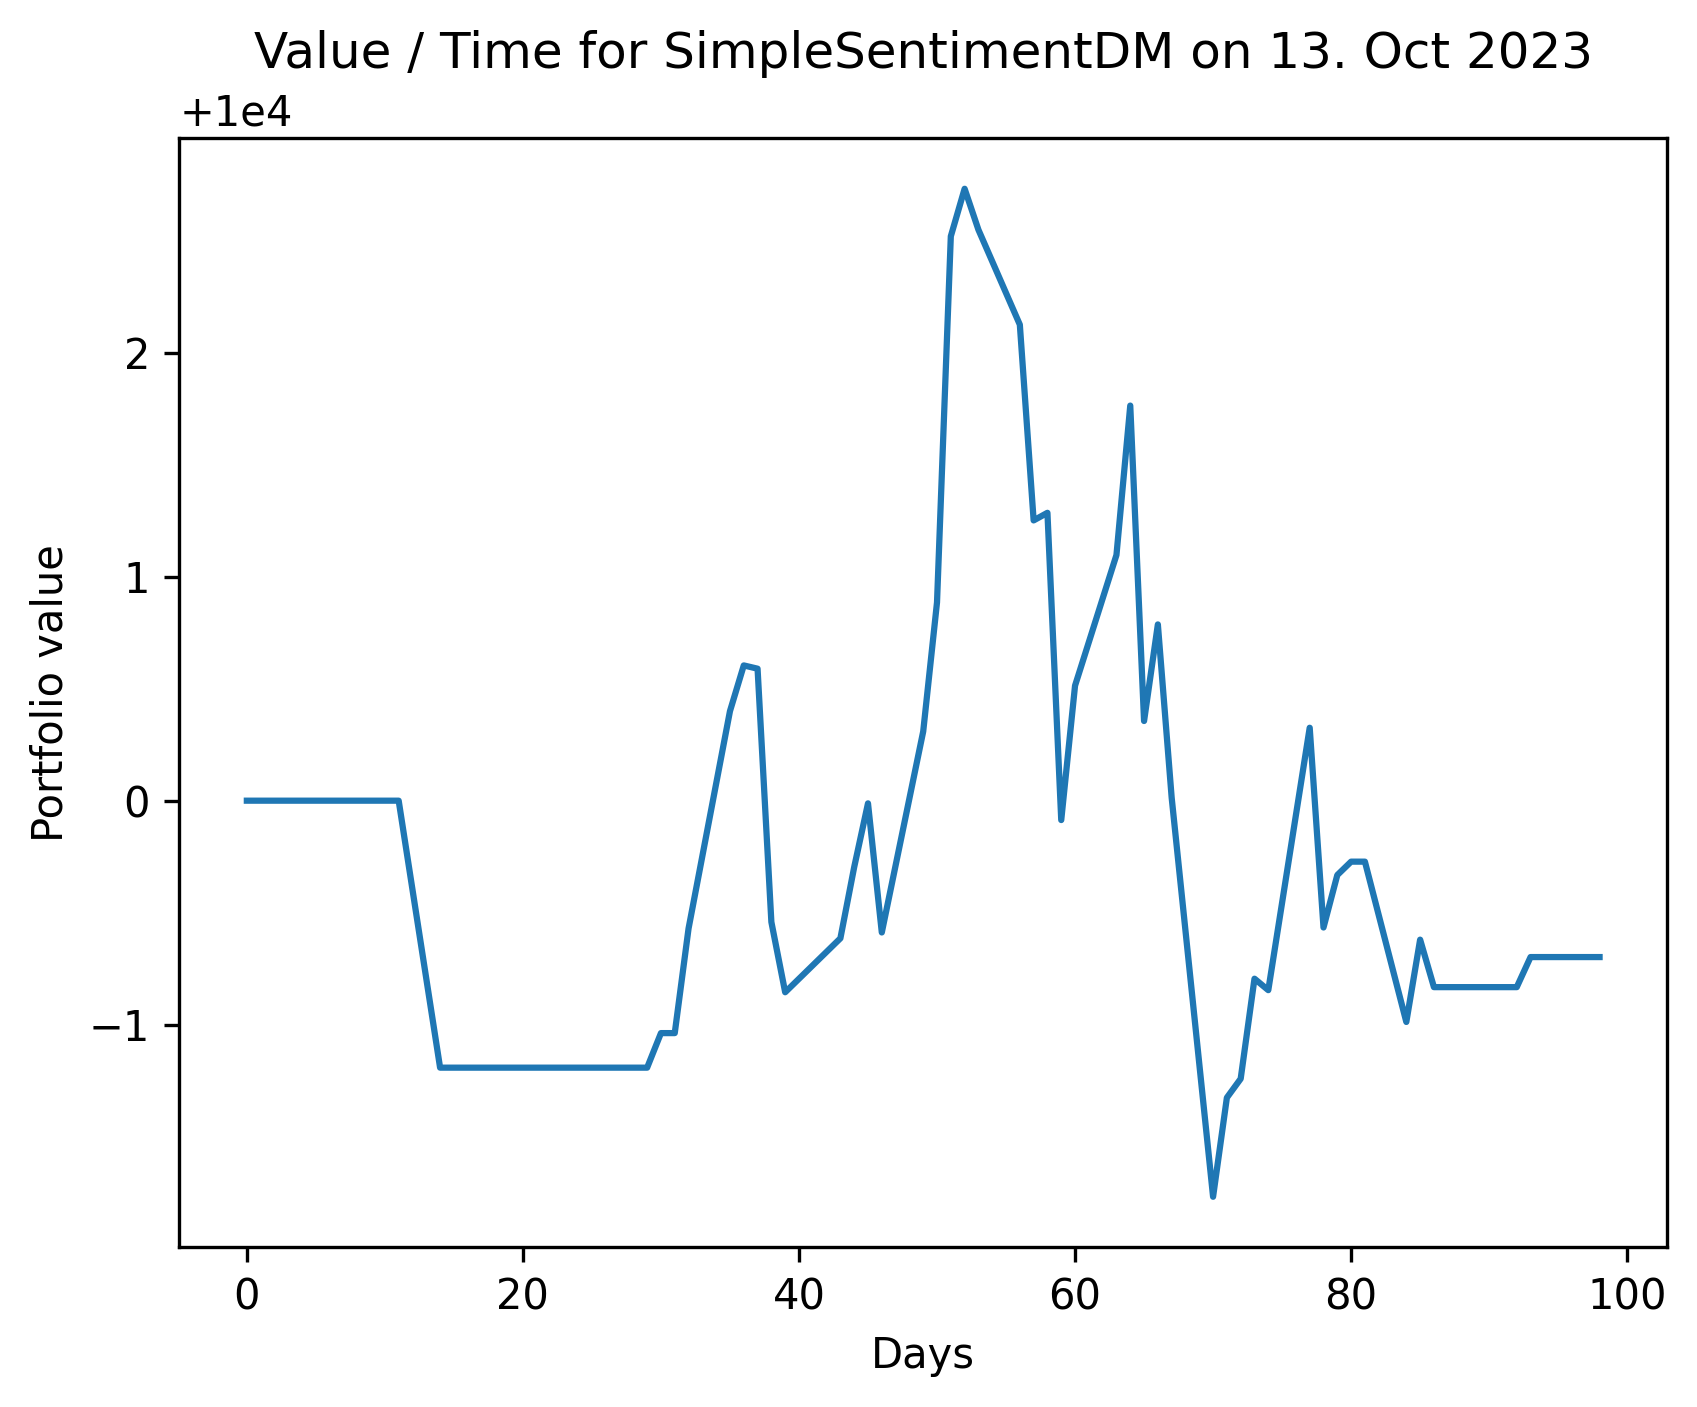 Value / Time for SimpleSentimentDM on 13. Oct 2023
+1e4
2
1
0
−1
Portfolio value
0 20 40 60 80 100
Days